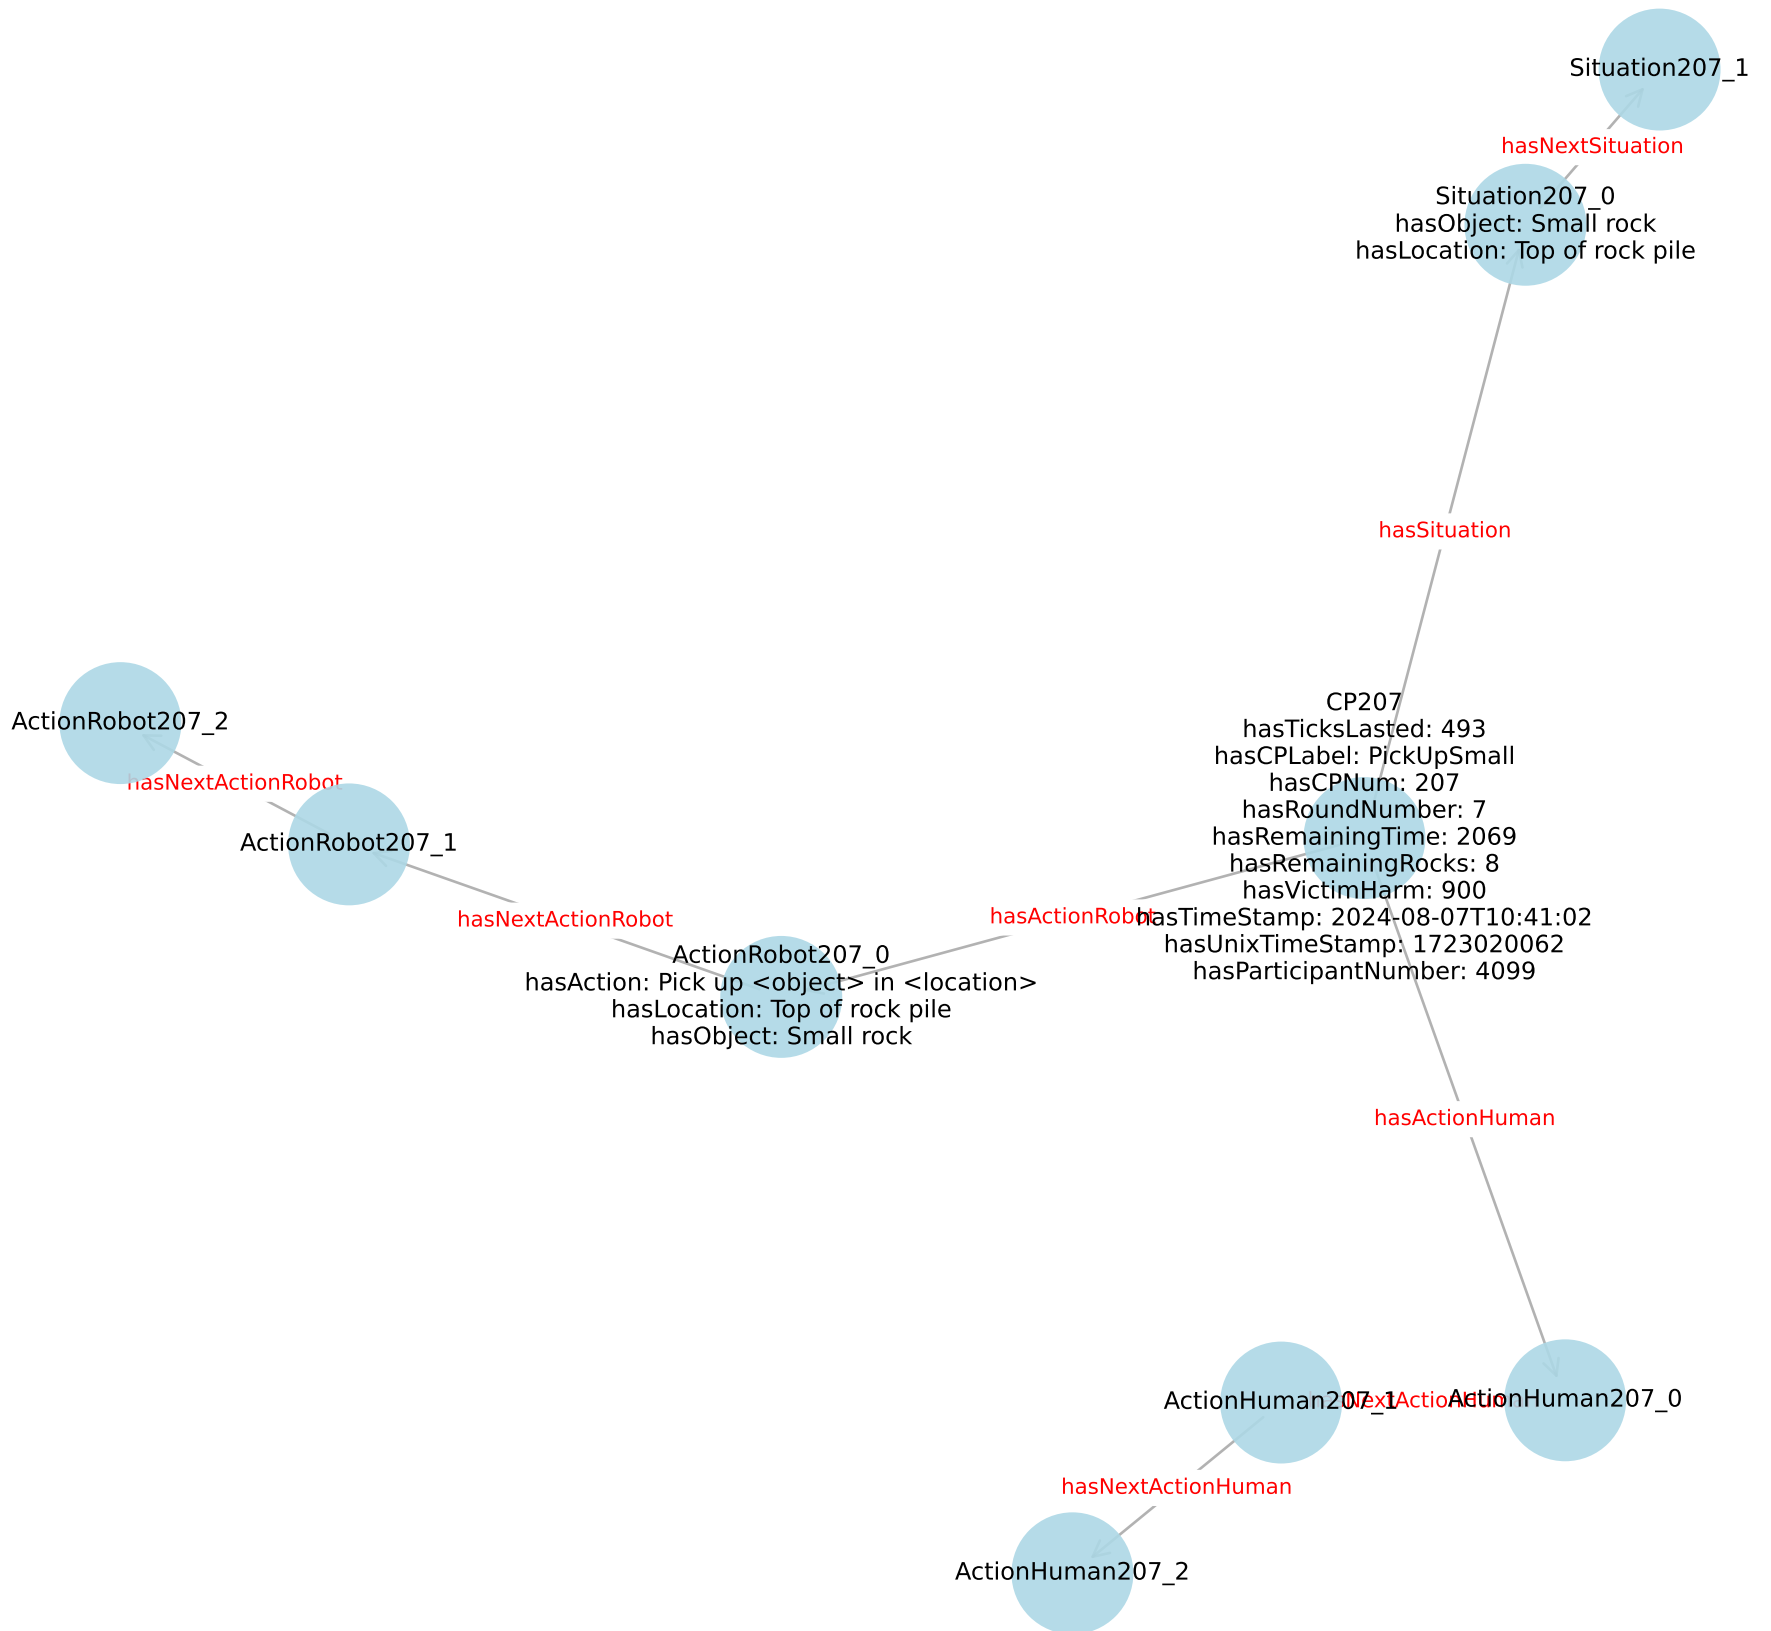 Situation207_1
hasNextSituation
Situation207_0
hasObject: Small rock
hasLocation: Top of rock pile
hasSituation
CP207
hasTicksLasted: 493
hasCPLabel: PickUpSmall
hasCPNum: 207
hasRoundNumber: 7
hasRemainingTime: 2069
hasRemainingRocks: 8
hasVictimHarm: 900
hasTimeStamp: 2024-08-07T10:41:02
hasUnixTimeStamp: 1723020062
hasParticipantNumber: 4099
ActionRobot207_2
hasNextActionRobot
ActionRobot207_1
hasNextActionRobot
hasActionRobot
ActionRobot207_0
hasAction: Pick up <object> in <location>
hasLocation: Top of rock pile
hasObject: Small rock
hasActionHuman
ActionHuman207_1
ActionHuman207_0
hasNextActionHuman
ActionHuman207_2